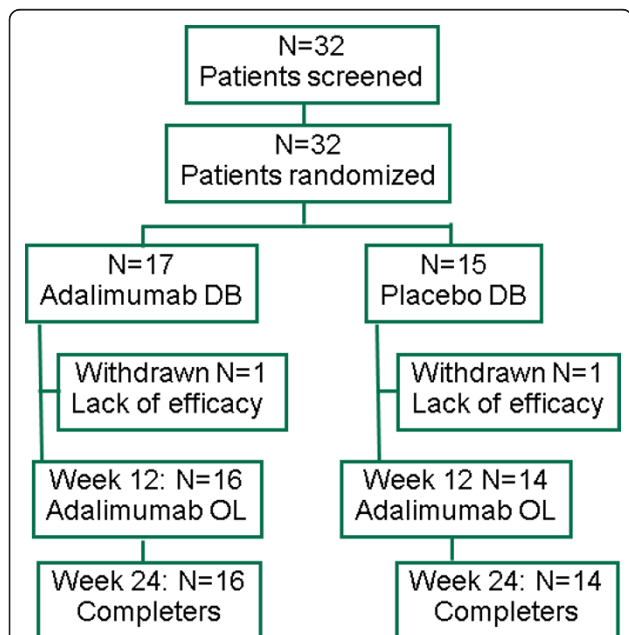 N=32
Patients screened
N=32
Patients randomized
N=17
Adalimumab DB
N=15
Placebo DB
Withdrawn N=1
Lack of efficacy
Withdrawn N=1
Lack of efficacy
Week 12: N=16
Adalimumab OL
Week 12 N=14
Adalimumab OL
Week 24: N=16
Completers
Week 24: N=14
Completers